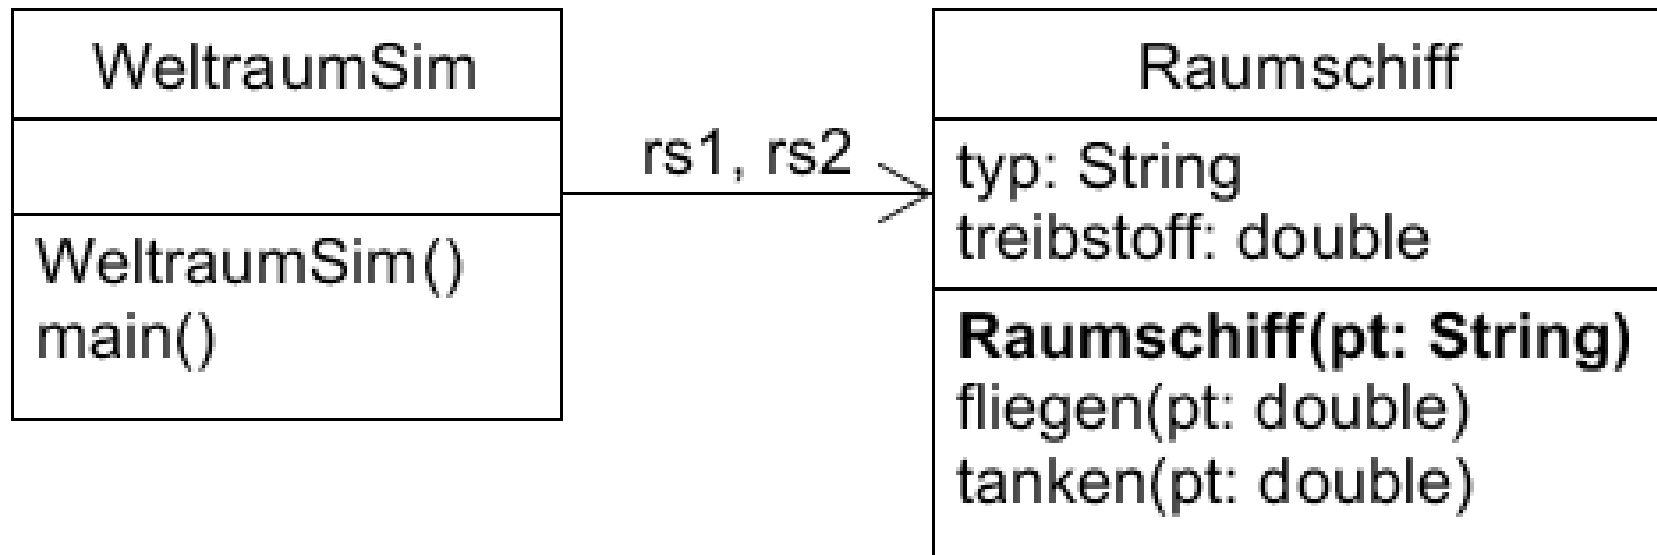 WeltraumSim
WeltraumSim()
main()
rs1, rs2
Raumschiff
typ: String
treibstoff: double
Raumschiff(pt: String)
fliegen(pt: double)
tanken(pt: double)